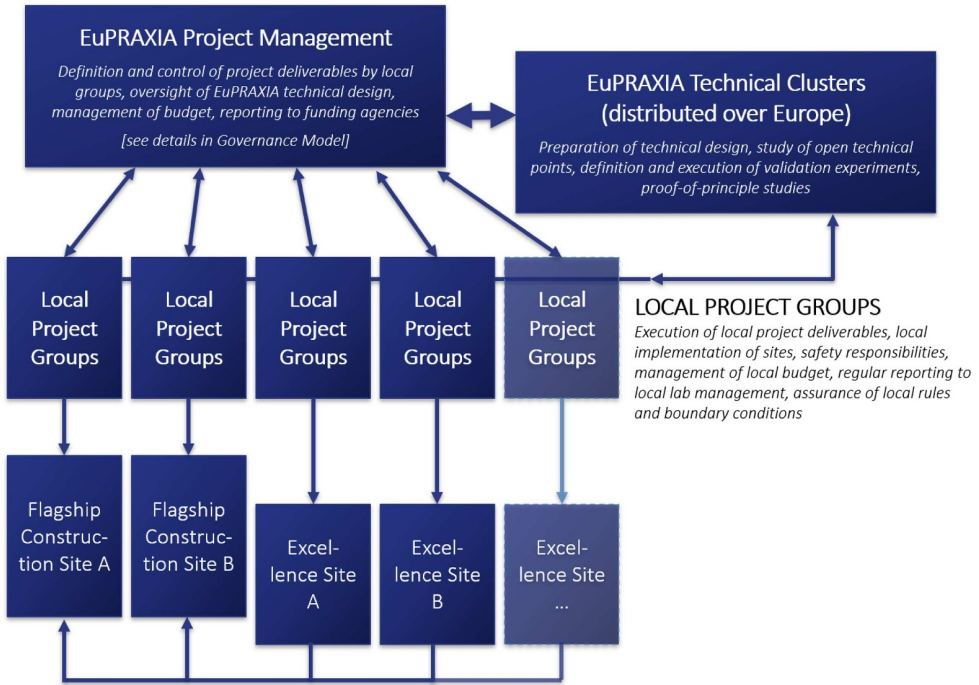 EuPRAXIA Project Management
Definition and control of project deliverables by local
groups, oversight of EuPRAXIA technical design,
management of budget, reporting to funding agencies
[see details in Governance Model]
EuPRAXIA Technical Clusters
(distributed over Europe)
Preparation of technical design, study of open technical
points, definition and execution of validation experiments,
proof-of-principle studies
Local
Project
Groups
Local
Project
Groups
Local
Project
Groups
Local
Project
Groups
Local
Project
Groups
LOCAL PROJECT GROUPS
Execution of local project deliverables, local
implementation of sites, safety responsibilities,
management of local budget, regular reporting to
local lab management, assurance of local rules
and boundary conditions
Flagship
Construc-
tion Site A
Flagship
Construc-
tion Site B
Excel-
lence Site
A
Excel-
lence Site
B
Excel-
lence Site
...